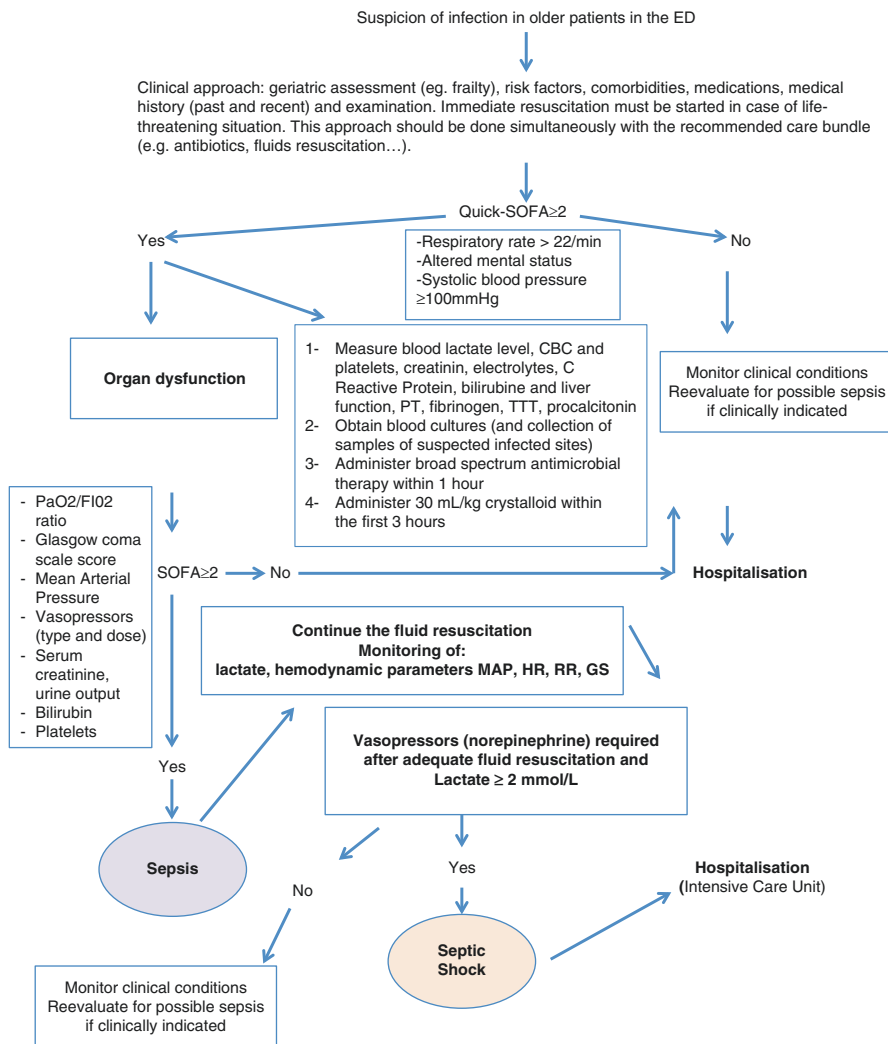 Suspicion of infection in older patients in the ED
Clinical approach: geriatric assessment (eg. frailty), risk factors, comorbidities, medications, medical
history (past and recent) and examination. Immediate resuscitation must be started in case of life-
threatening situation. This approach should be done simultaneously with the recommended care bundle
(e.g. antibiotics, fluids resuscitation…).
Quick-SOFA≥2
Yes
No
-Respiratory rate > 22/min
-Altered mental status
-Systolic blood pressure
≥100mmHg
Organ dysfunction
1- Measure blood lactate level, CBC and
platelets, creatinin, electrolytes, C
Reactive Protein, bilirubine and liver
function, PT, fibrinogen, TTT, procalcitonin
2- Obtain blood cultures (and collection of
samples of suspected infected sites)
3- Administer broad spectrum antimicrobial
therapy within 1 hour
4- Administer 30 mL/kg crystalloid within
the first 3 hours
Monitor clinical conditions
Reevaluate for possible sepsis
if clinically indicated
- PaO2/FI02
ratio
- Glasgow coma
scale score
- Mean Arterial
Pressure
- Vasopressors
(type and dose)
- Serum
creatinine,
urine output
- Bilirubin
- Platelets
SOFA≥2
No
Hospitalisation
Continue the fluid resuscitation
Monitoring of:
lactate, hemodynamic parameters MAP, HR, RR, GS
Vasopressors (norepinephrine) required
after adequate fluid resuscitation and
Lactate ≥ 2 mmol/L
Yes
Sepsis
No
Yes
Hospitalisation
(Intensive Care Unit)
Septic
Shock
Monitor clinical conditions
Reevaluate for possible sepsis
if clinically indicated